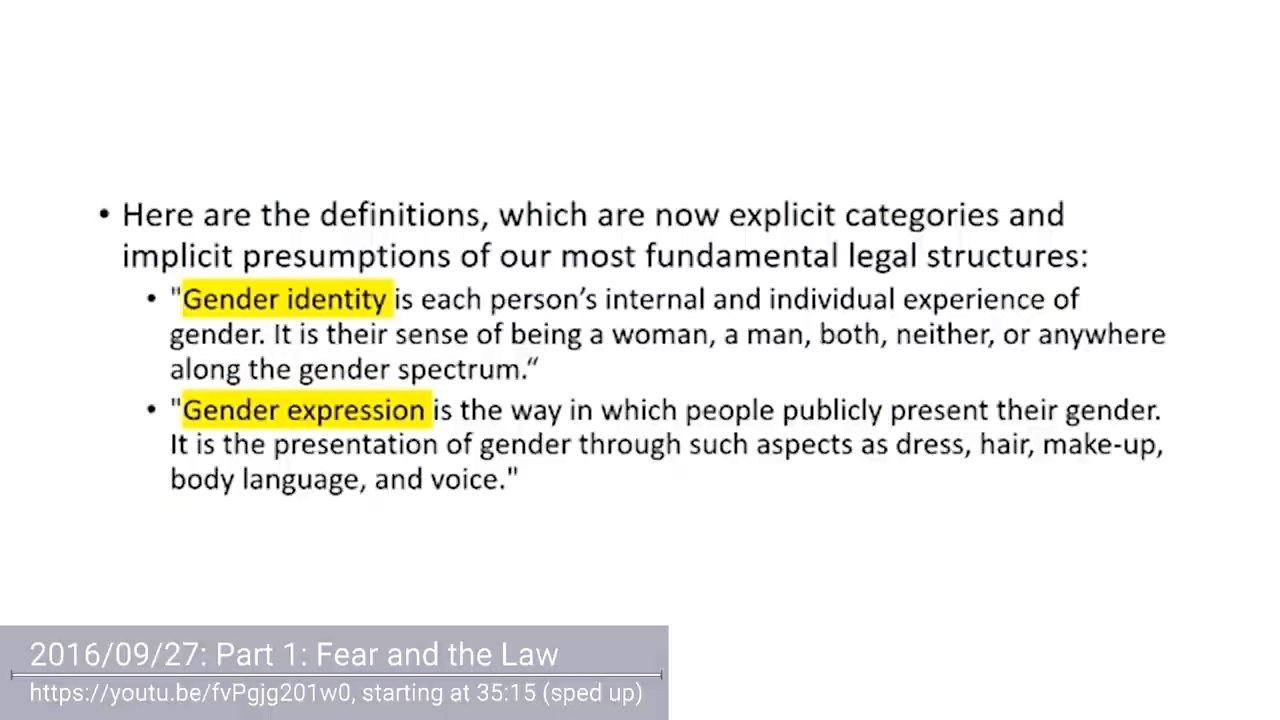 • Here are the definitions, which are now explicit categories and
implicit presumptions of our most fundamental legal structures:
• "Gender identity is each person’s internal and individual experience of
gender. It is their sense of being a woman, a man, both, neither, or anywhere
along the gender spectrum.“
• "Gender expression is the way in which people publicly present their gender.
It is the presentation of gender through such aspects as dress, hair, make-up,
body language, and voice."
2016/09/27: Part 1: Fear and the Law
https://youtu.be/fvPgjg201w0, starting at 35:15 (sped up)